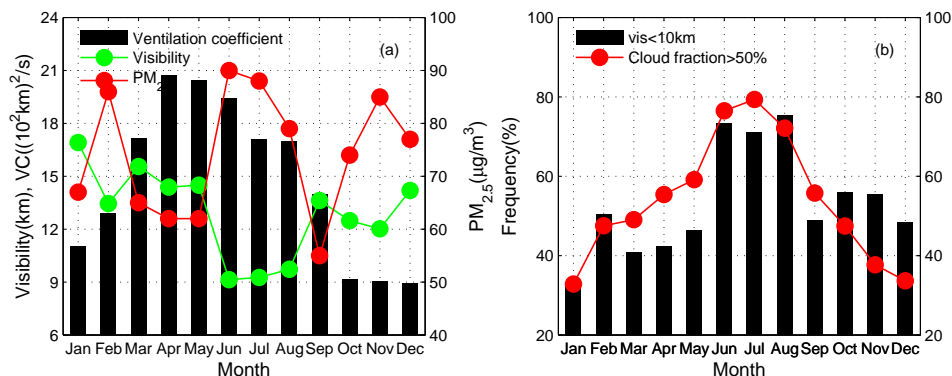 24
21
18
15
12
9
6
Visibility(km), VC((10²km)²/s)
Ventilation coefficient
Visibility
PM₂
(a)
100
90
80
70
60
50
40
PM₂.₅(µg/m³)
Jan Feb Mar Apr May Jun Jul Aug Sep Oct Nov Dec
Month
100
80
60
40
20
Frequency(%)
vis<10km
Cloud fraction>50%
(b)
100
80
60
40
20
Jan Feb Mar Apr May Jun Jul Aug Sep Oct Nov Dec
Month